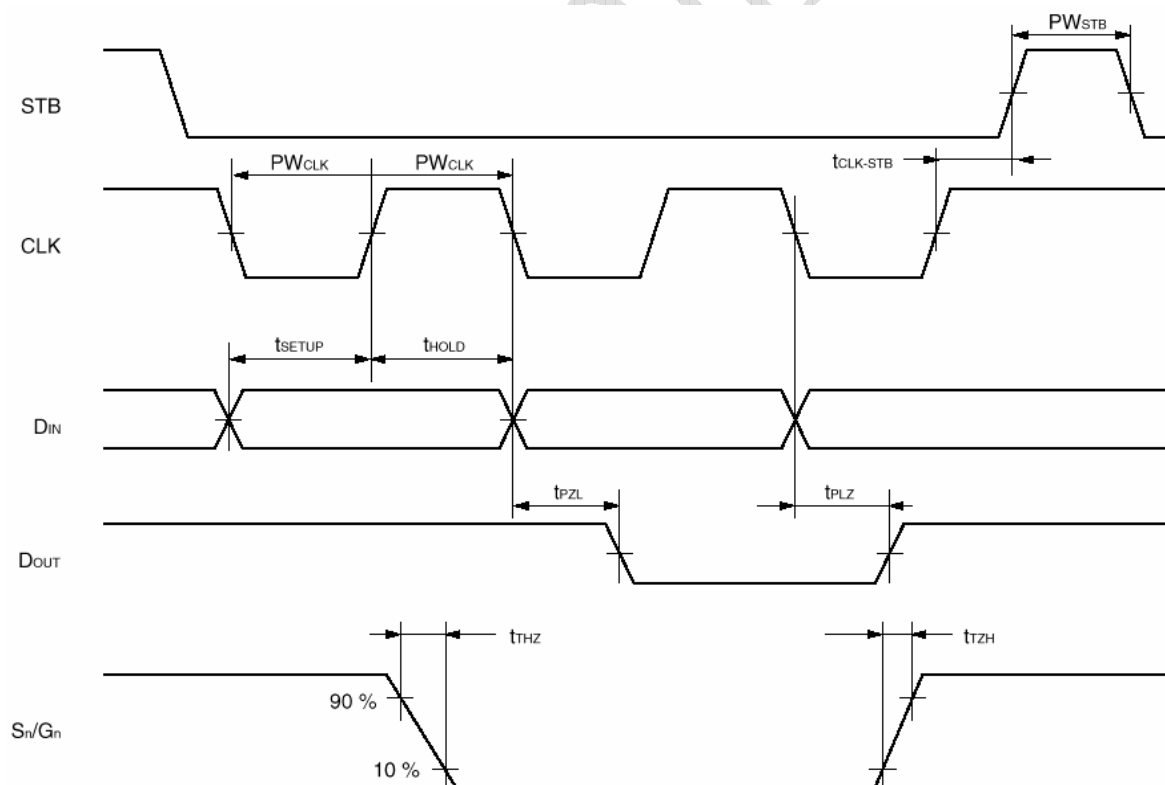 PWSTB
STB
PWCLK PWCLK
tCLK-STB
CLK
tSETUP tHOLD
DIN
tPZL tPLZ
DOUT
tTHZ tTZH
90 %
Sn/Gn
10 %